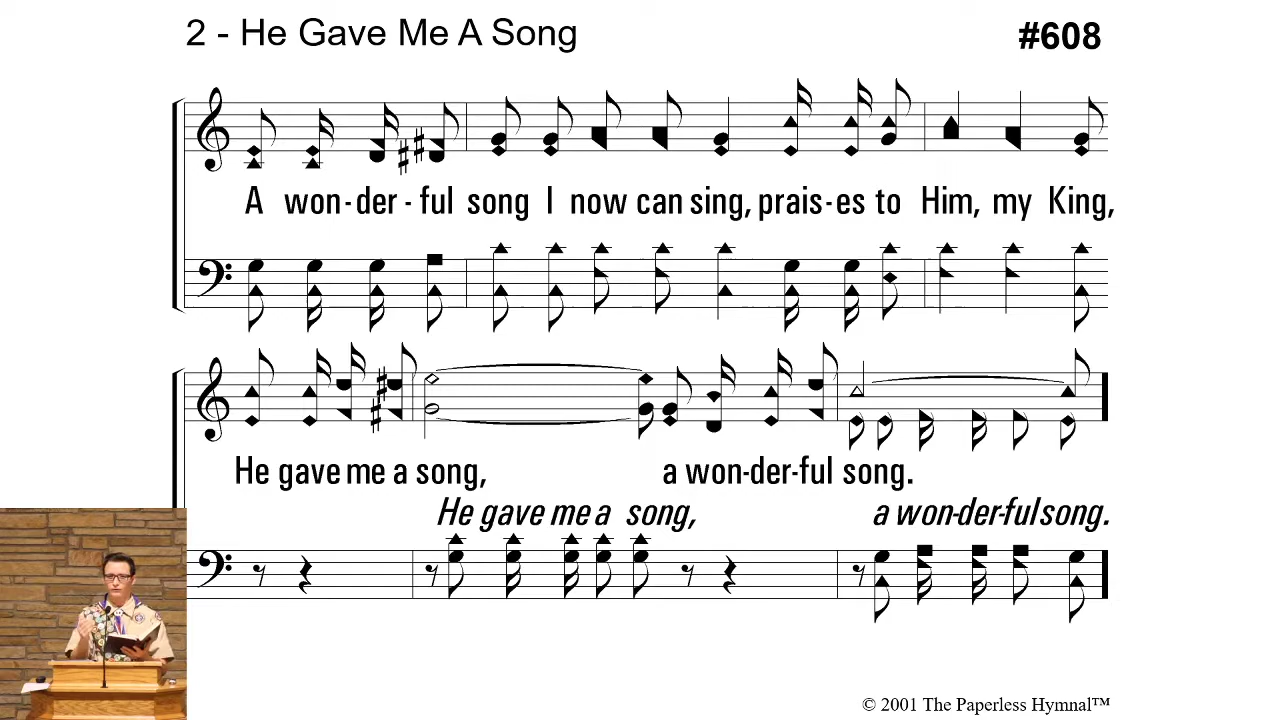 2 - He Gave Me A Song
#608
A won-der-ful song I now can sing, prais-es to Him, my King,
He gave me a song, a won-der-ful song.
He gave me a song, a won-der-ful song.
© 2001 The Paperless Hymnal™